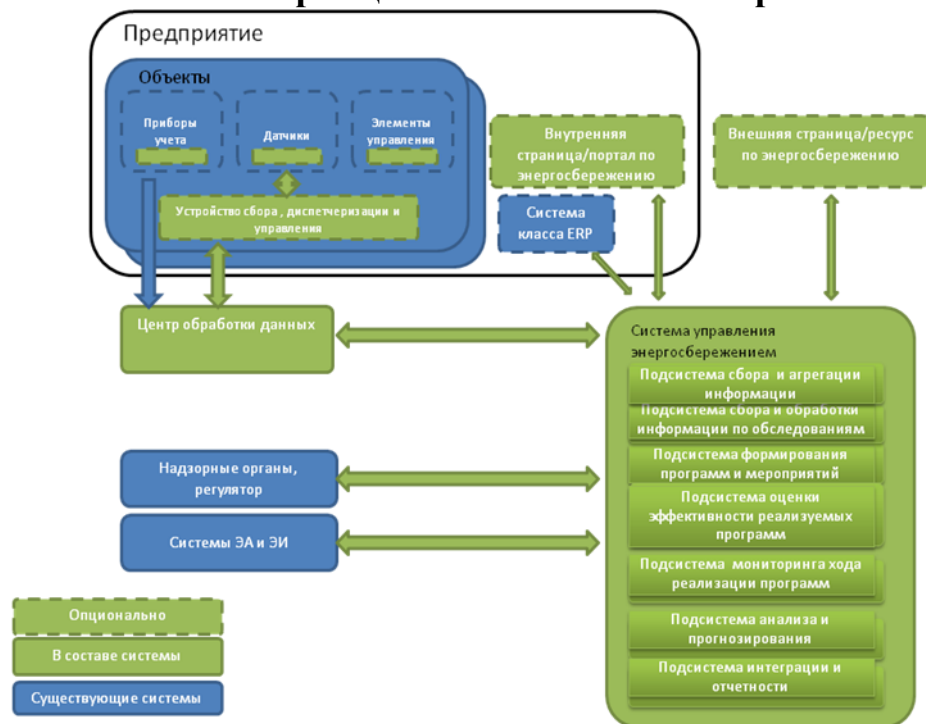 Предприятие
Объекты
Приборы
учета
Датчики
Элементы
управления
Устройство сбора , диспетчеризации и
управления
Внутренняя
страница/портал по
энергосбережению
Система
класса ERP
Внешняя страница/ресурс
по энергосбережению
Центр обработки данных
Надзорные органы,
регулятор
Системы ЭА и ЭИ
Система управления
энергосбережением
Подсистема сбора и агрегации
информации
Подсистема сбора и обработки
информации по обследованиям
Подсистема формирования
программ и мероприятий
Подсистема оценки
эффективности реализуемых
программ
Подсистема мониторинга хода
реализации программ
Подсистема анализа и
прогнозирования
Подсистема интеграции и
отчетности
Опционально
В составе системы
Существующие системы